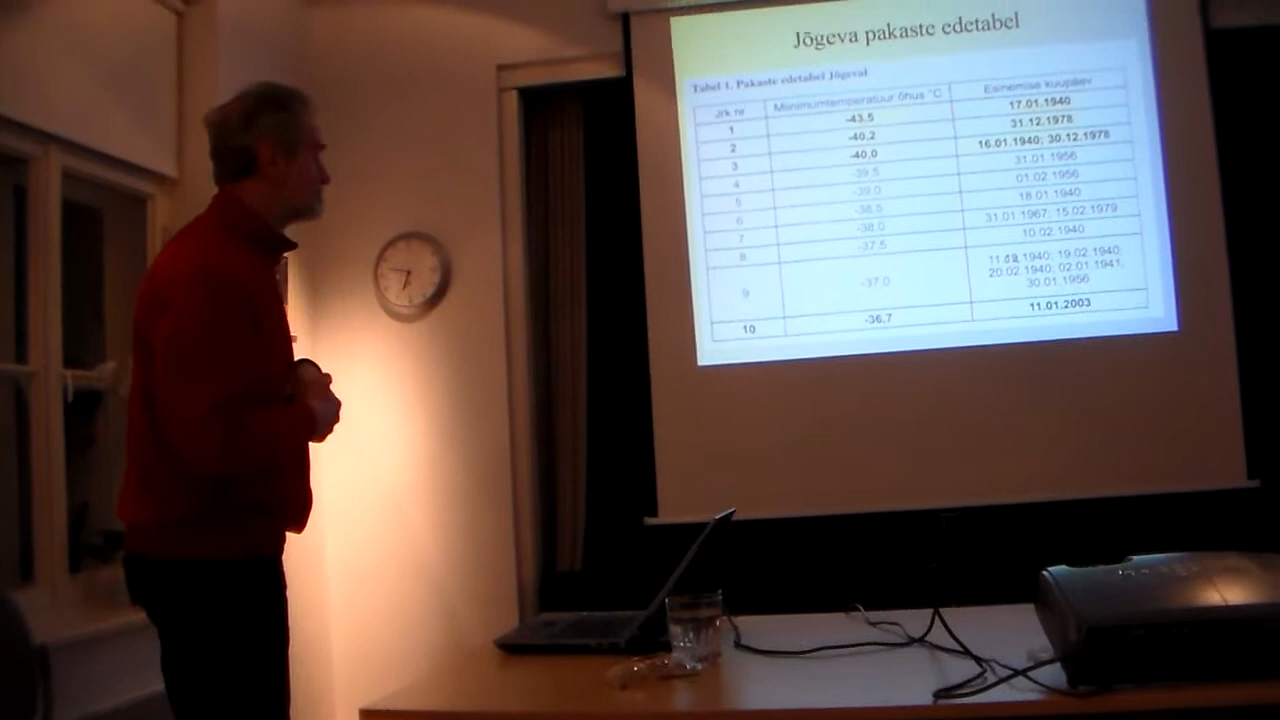 Jõgeva pakaste edetabel
Tabel 1. Pakaste edetabel Jõgeval
Jrk nr Miinimumtemperatuur õhus °C Esinemise kuupäev
1 -43,5 17.01.1940
2 -40,2 31.12.1978
3 -40,0 16.01.1940; 30.12.1978
4 -39,5 31.01.1956
5 -39,0 01.02.1956
6 -38,5 18.01.1940
7 -38,0 31.01.1967; 15.02.1979
8 -37,5 10.02.1940
9 -37,0 1940; 19.02.1940;
20.02.1940; 02.01.1941;
30.01.1956
10 -36,7 11.01.2003